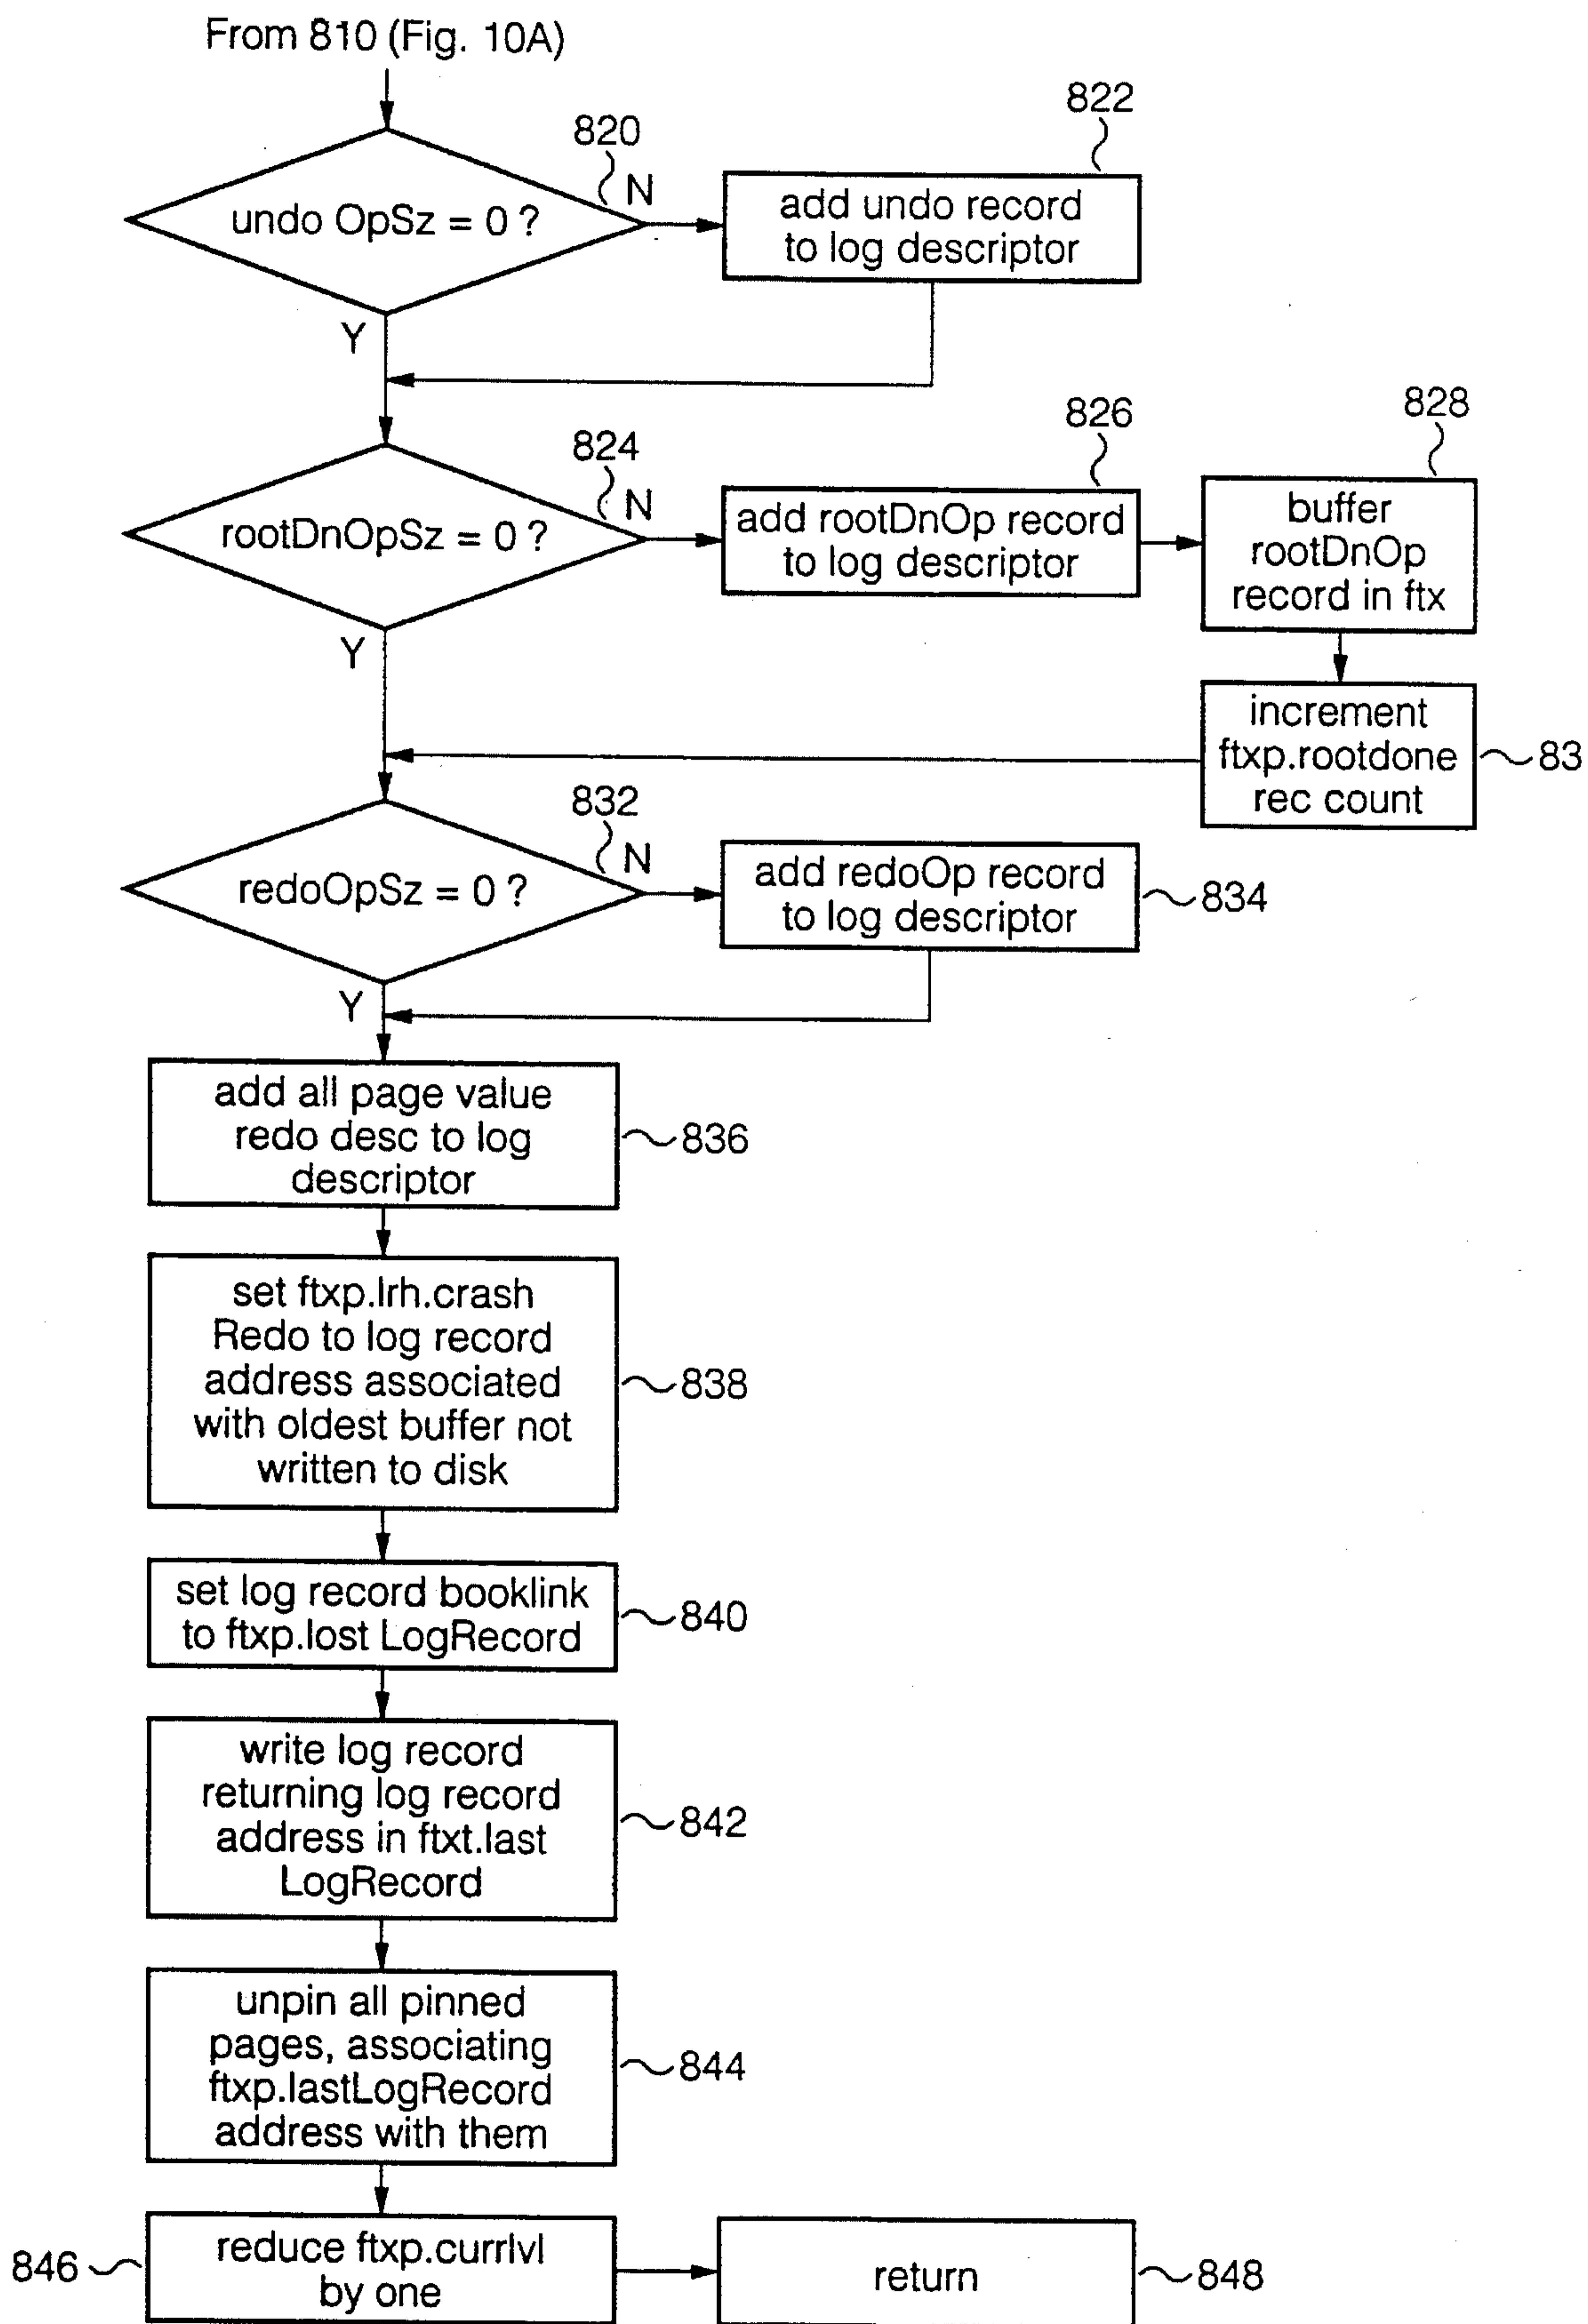 From 810 (Fig. 10A)
820
822
undo OpSz = 0 ?
N
add undo record
to log descriptor
Y
824
826
828
rootDnOpSz = 0 ?
N
add rootDnOp record
to log descriptor
buffer
rootDnOp
record in ftx
Y
increment
ftxp.rootdone
rec count
83
832
redoOpSz = 0 ?
N
add redoOp record
to log descriptor
834
Y
add all page value
redo desc to log
descriptor
836
set ftxp.lrh.crash
Redo to log record
address associated
with oldest buffer not
written to disk
838
set log record booklink
to ftxp.lost LogRecord
840
write log record
returning log record
address in ftxt.last
LogRecord
842
unpin all pinned
pages, associating
ftxp.lastLogRecord
address with them
844
846
reduce ftxp.currlvl
by one
return
848